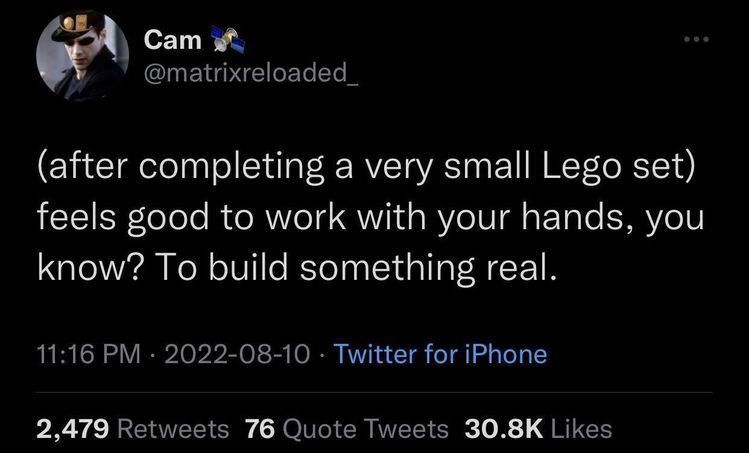 Cam
@matrixreloaded_
(after completing a very small Lego set)
feels good to work with your hands, you
know? To build something real.
11:16 PM · 2022-08-10 · Twitter for iPhone
2,479 Retweets 76 Quote Tweets 30.8K Likes